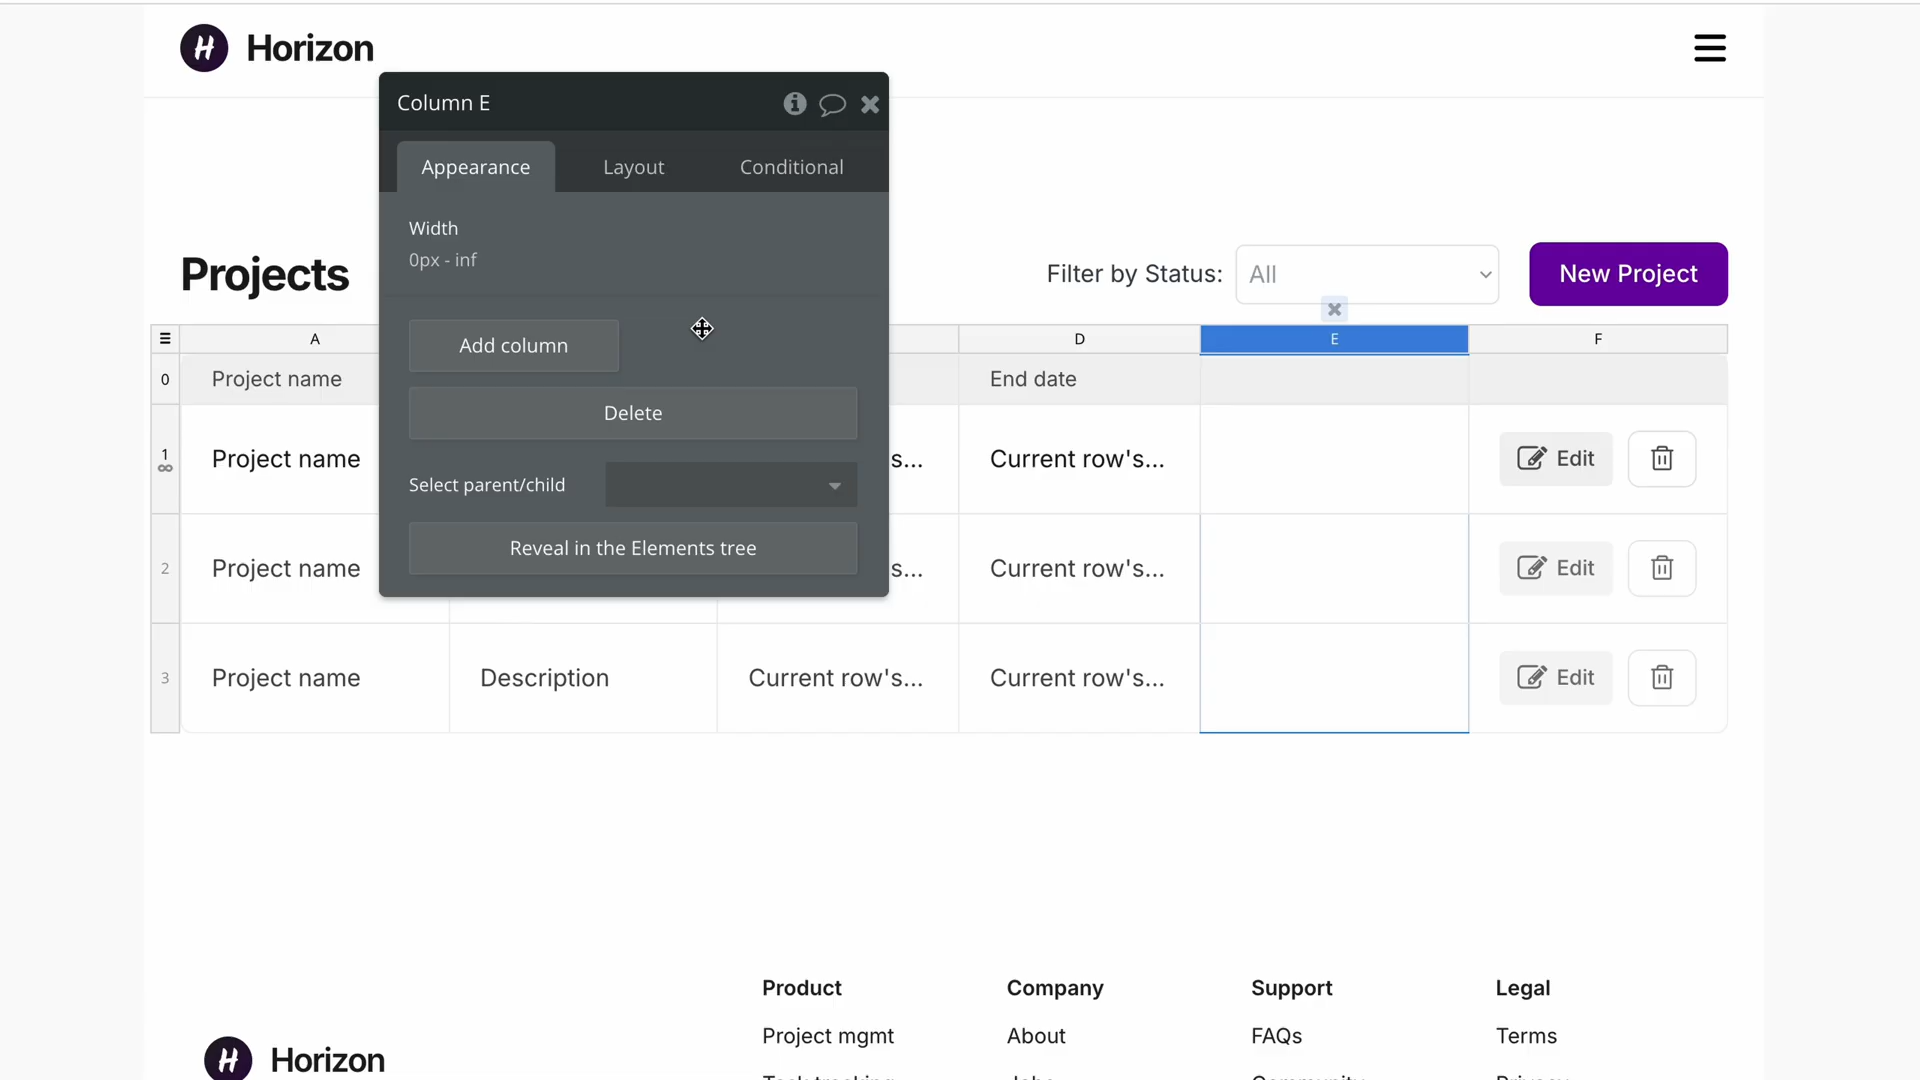 Horizon
Column E
Appearance
Layout
Conditional
Width
0px - inf
Projects
Filter by Status:
All
New Project
Add column
A
D
E
F
0
Project name
End date
Delete
1
Project name
s...
Current row's...
Edit
Select parent/child
Reveal in the Elements tree
2
Project name
s...
Current row's...
Edit
3
Project name
Description
Current row's...
Current row's...
Edit
Product
Company
Support
Legal
Project mgmt
About
FAQs
Terms
Horizon